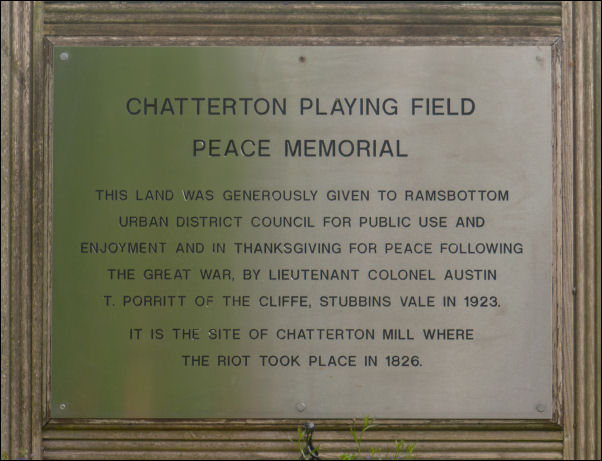 CHATTERTON PLAYING FIELD
PEACE MEMORIAL
THIS LAND WAS GENEROUSLY GIVEN TO RAMSBOTTOM
URBAN DISTRICT COUNCIL FOR PUBLIC USE AND
ENJOYMENT AND IN THANKSGIVING FOR PEACE FOLLOWING
THE GREAT WAR, BY LIEUTENANT COLONEL AUSTIN
T. PORRITT OF THE CLIFFE, STUBBINS VALE IN 1923.
IT IS THE SITE OF CHATTERTON MILL WHERE
THE RIOT TOOK PLACE IN 1826.